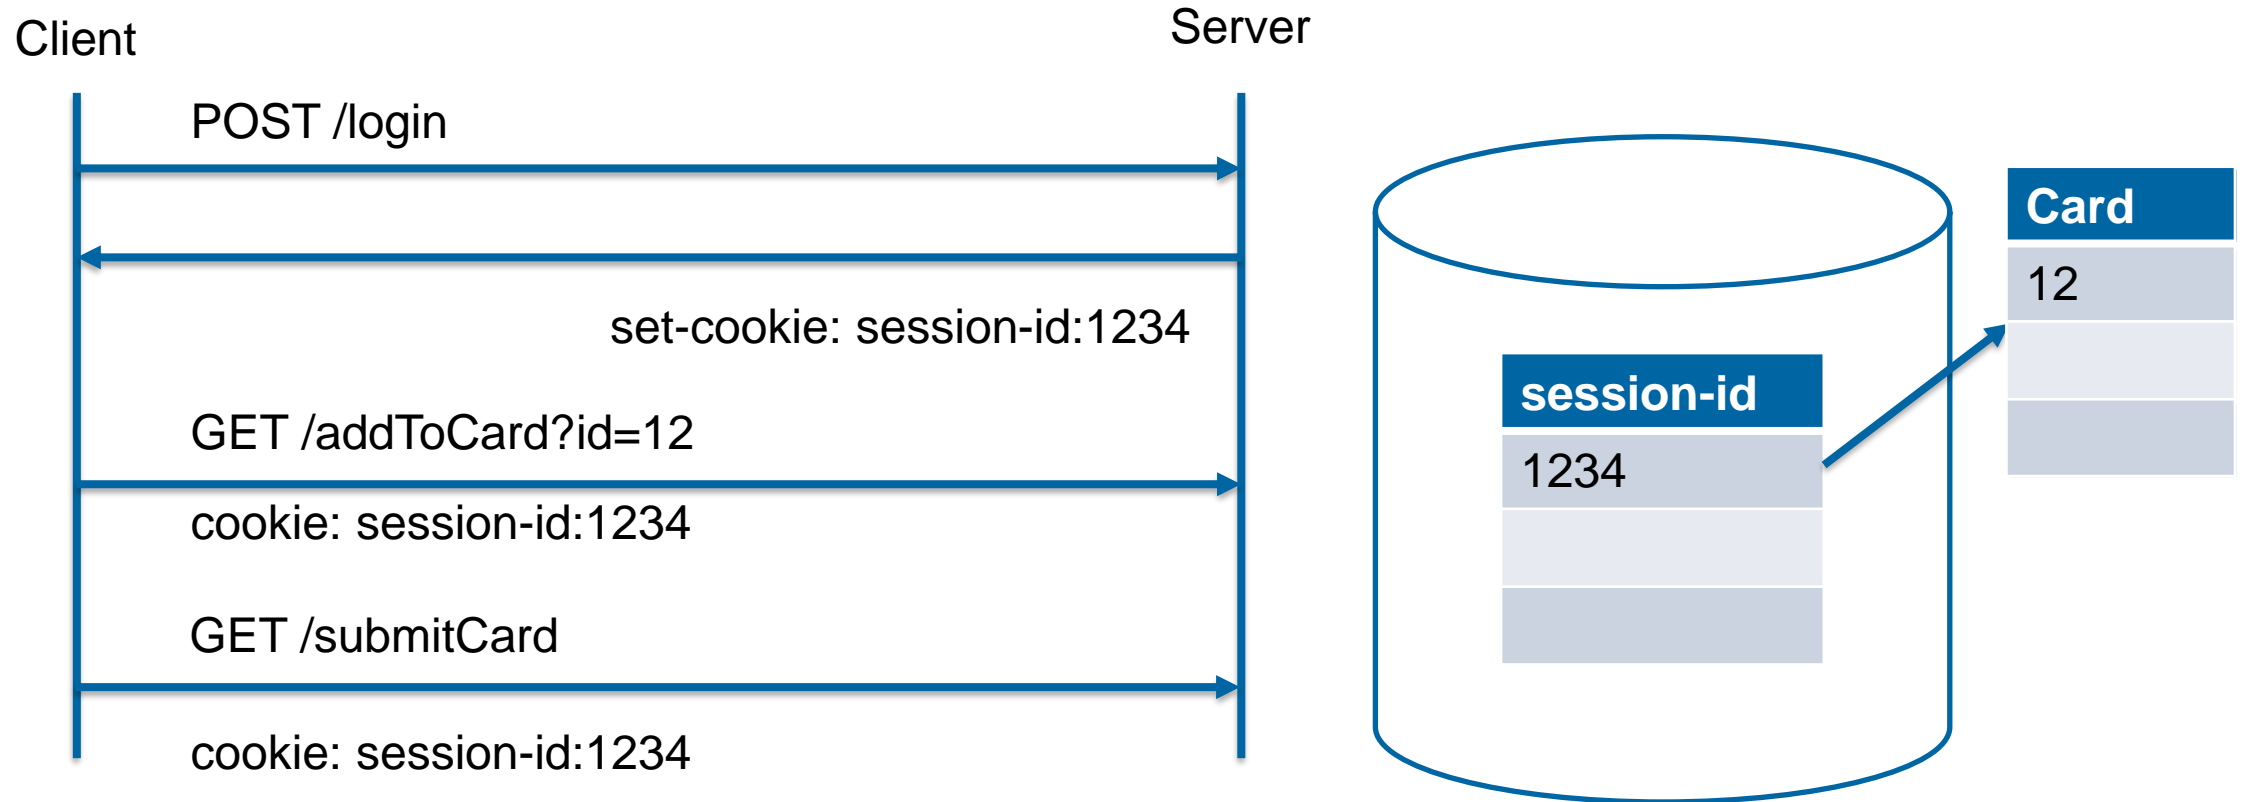 Client
Server
POST /login
set-cookie: session-id:1234
GET /addToCard?id=12
cookie: session-id:1234
GET /submitCard
cookie: session-id:1234
session-id
1234
Card
12